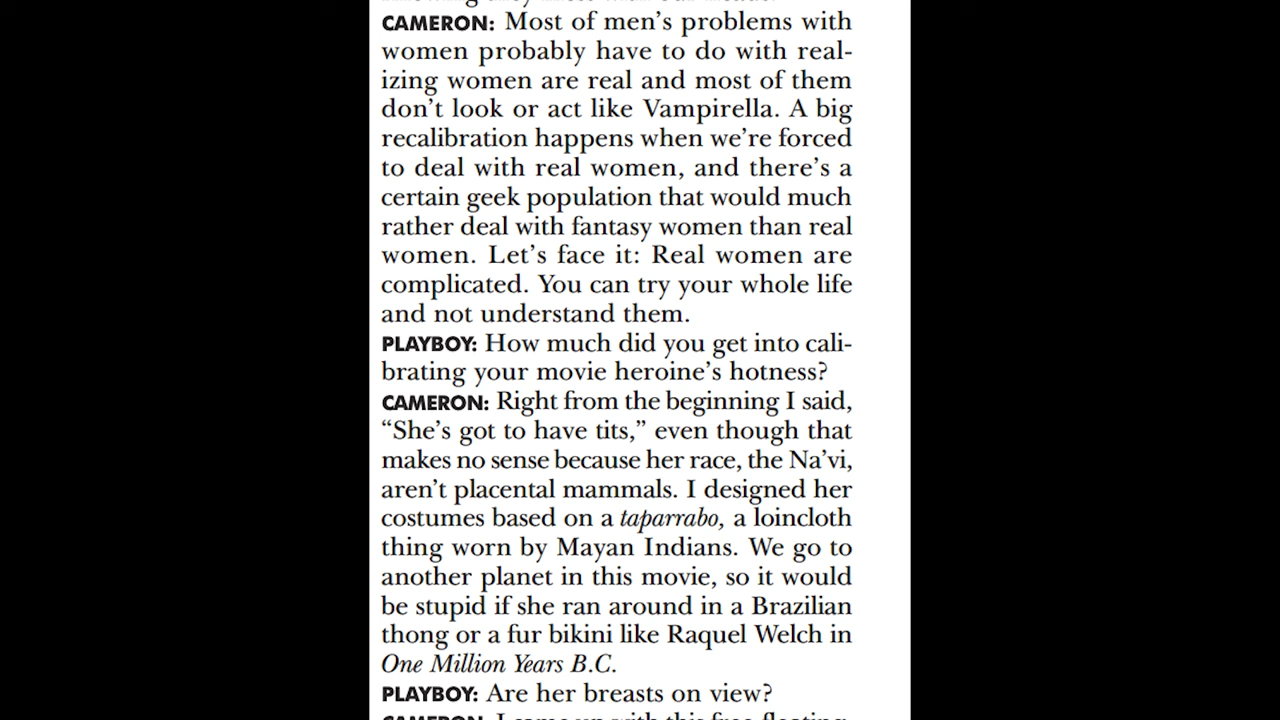 CAMERON: Most of men's problems with
women probably have to do with real-
izing women are real and most of them
don't look or act like Vampirella. A big
recalibration happens when we're forced
to deal with real women, and there's a
certain geek population that would much
rather deal with fantasy women than real
women. Let's face it: Real women are
complicated. You can try your whole life
and not understand them.
PLAYBOY: How much did you get into cali-
brating your movie heroine's hotness?
CAMERON: Right from the beginning I said,
“She's got to have tits,” even though that
makes no sense because her race, the Na'vi,
aren't placental mammals. I designed her
costumes based on a taparrabo, a loincloth
thing worn by Mayan Indians. We go to
another planet in this movie, so it would
be stupid if she ran around in a Brazilian
thong or a fur bikini like Raquel Welch in
One Million Years B.C.
PLAYBOY: Are her breasts on view?